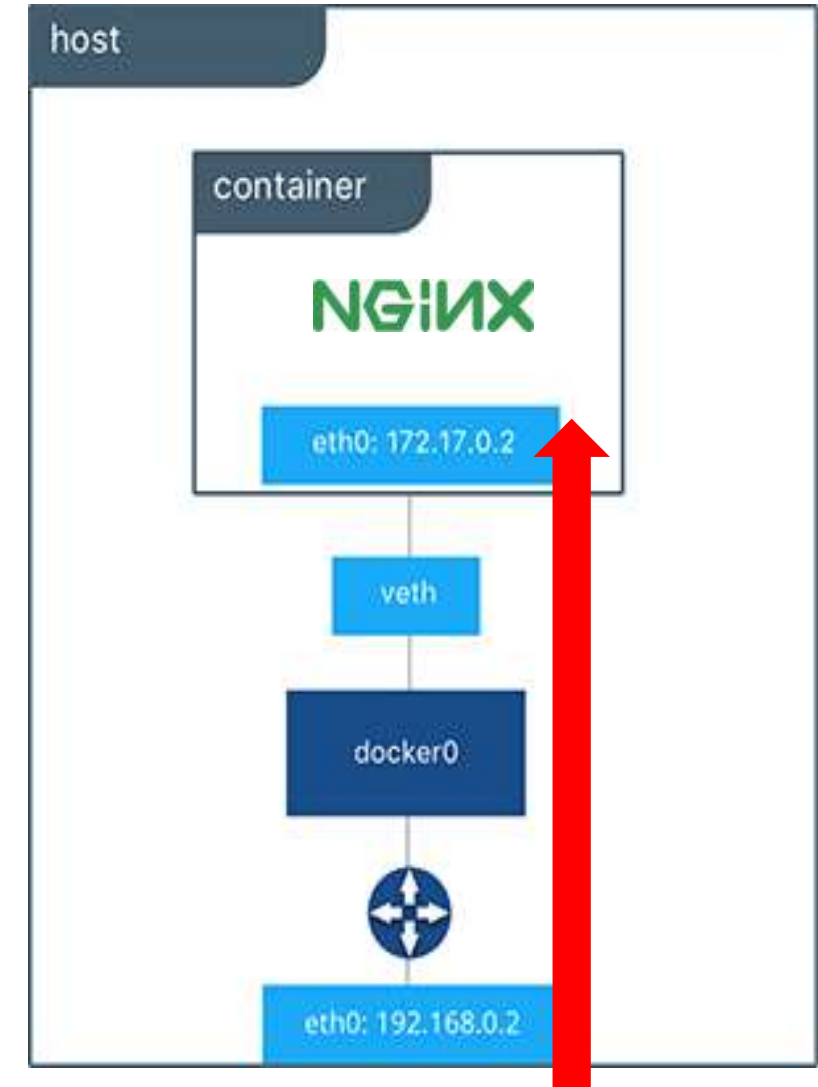 host
container
NGINX
eth0: 172.17.0.2
veth
docker0
eth0: 192.168.0.2